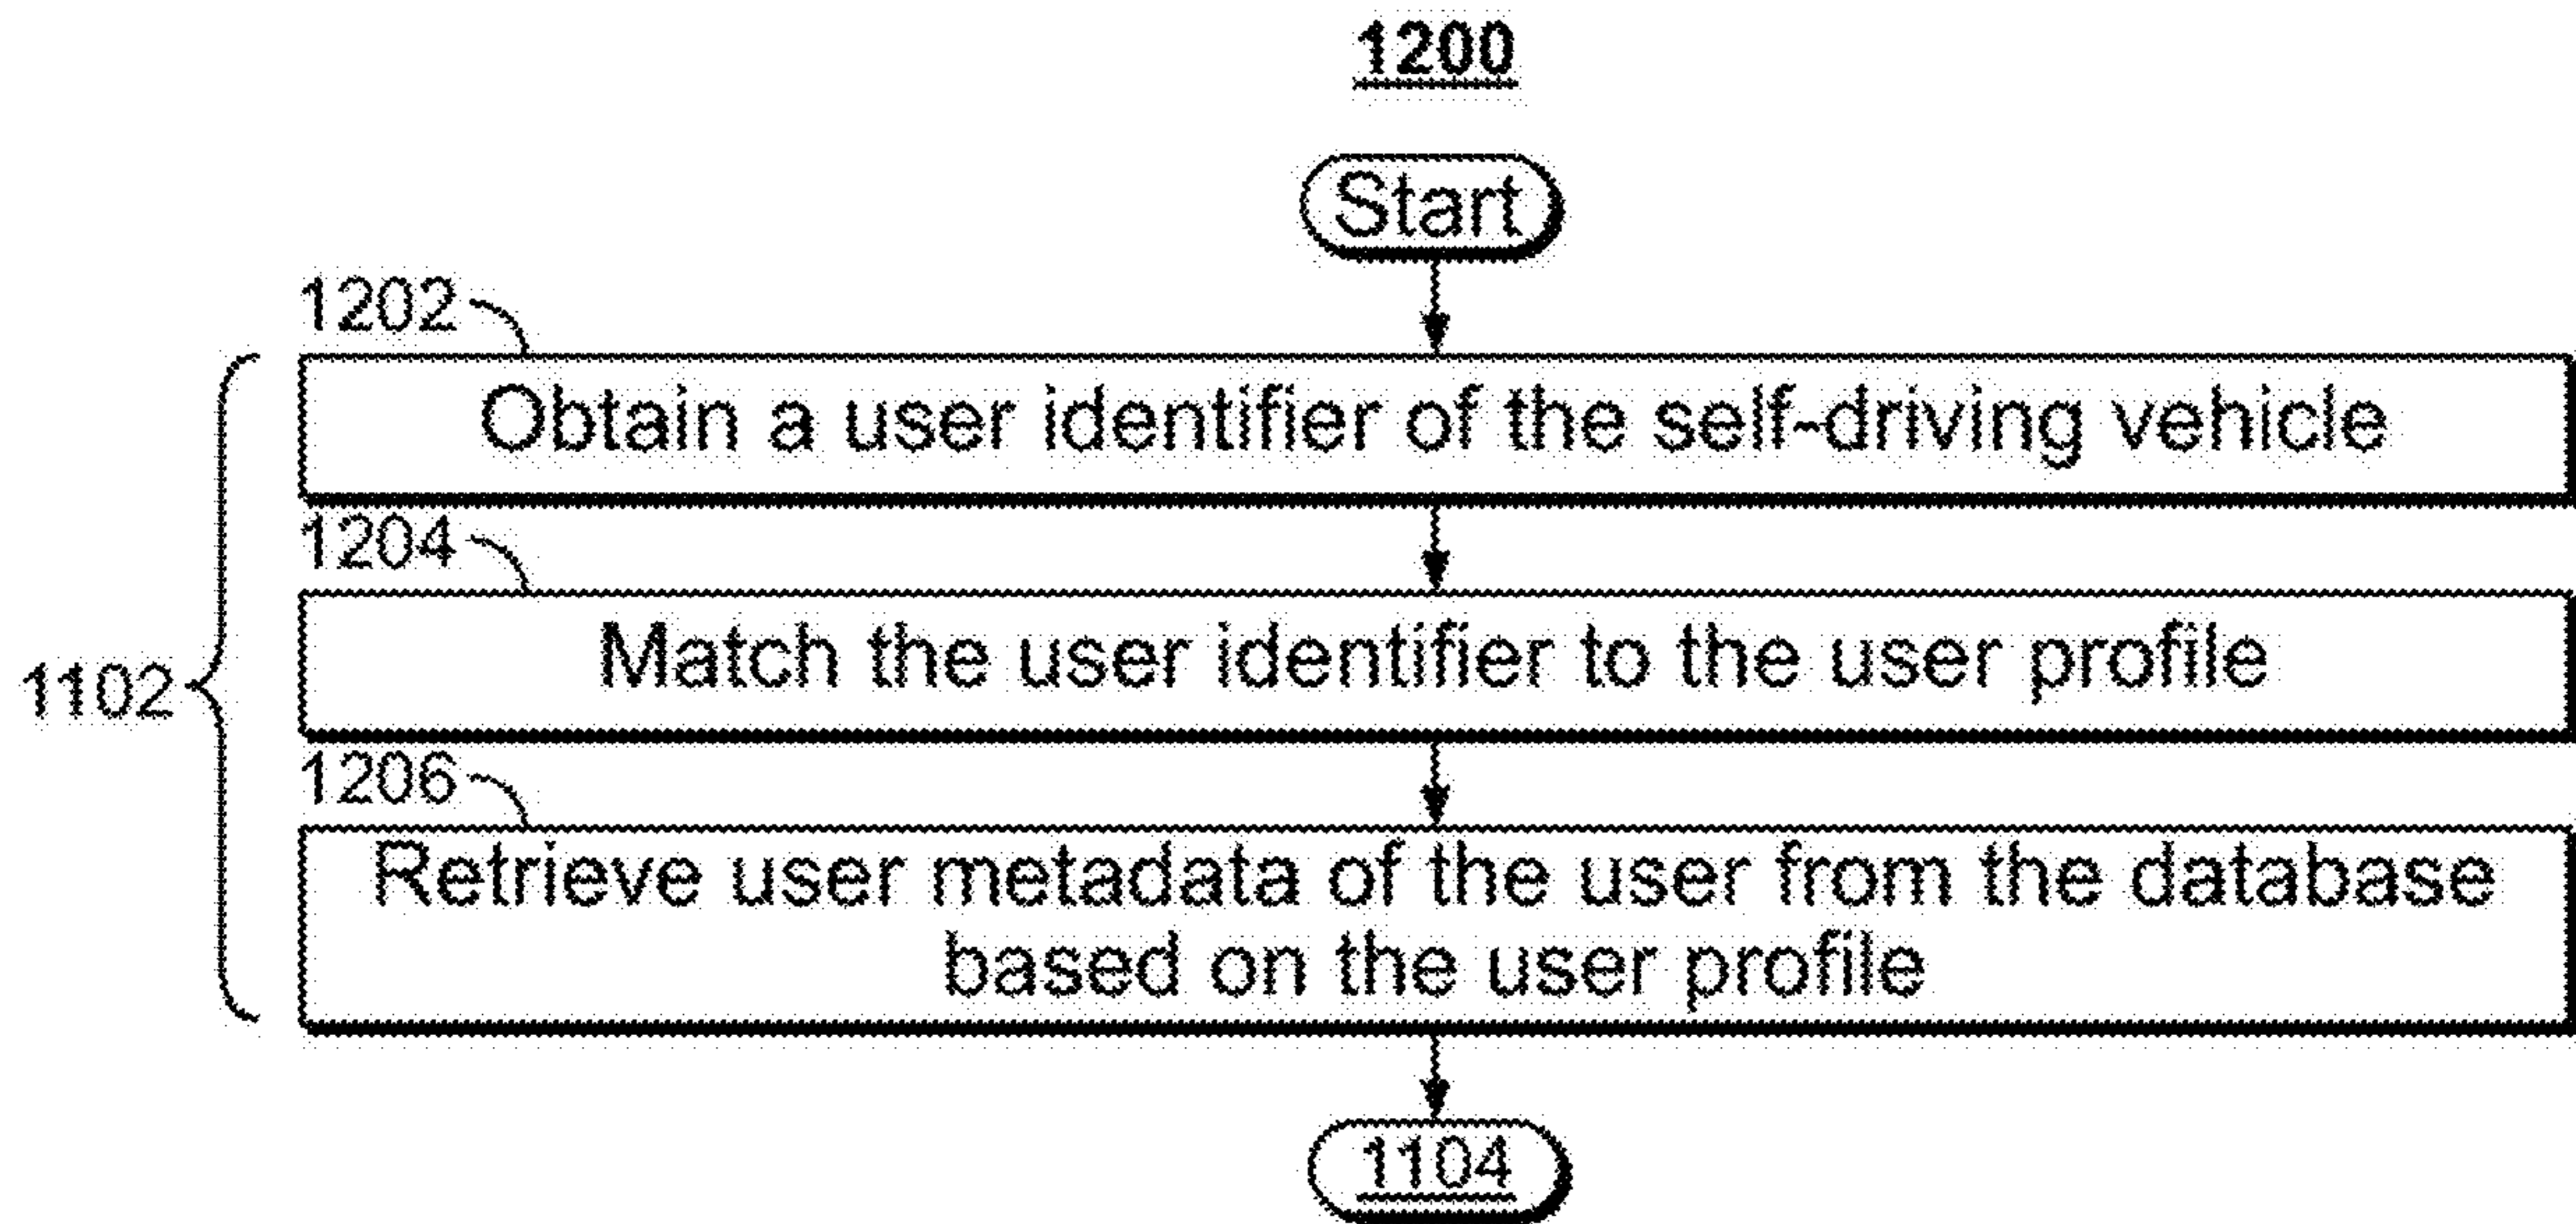 1200
Start
1202
Obtain a user identifier of the self-driving vehicle
1204
Match the user identifier to the user profile
1102
1206
Retrieve user metadata of the user from the database
based on the user profile
1104